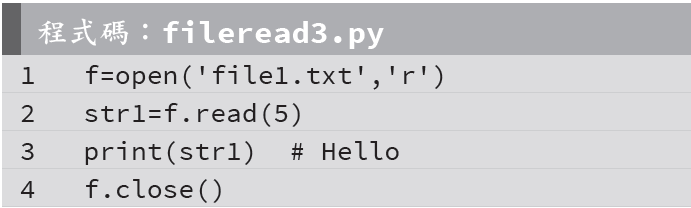 程式碼：fileread3.py
1 f=open('file1.txt','r')
2 str1=f.read(5)
3 print(str1)  # Hello
4 f.close()